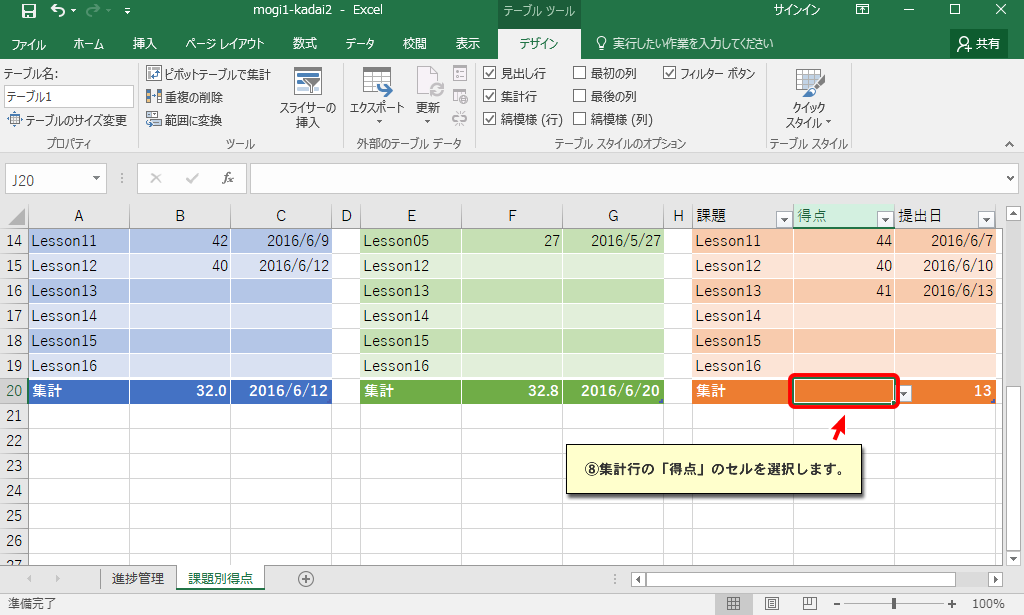 mogi1-kadai2 - Excel
テーブル ツール
サインイン
ファイル ホーム 挿入 ページ レイアウト 数式 データ 校閲 表示 デザイン 実行したい作業を入力してください 共有
テーブル名:
テーブル1
テーブルのサイズ変更
プロパティ
ピボットテーブルで集計
重複の削除
範囲に変換
スライサーの
挿入
ツール
エクスポート
更新
外部のテーブル データ
見出し行 最初の列 フィルター ボタン
集計行 最後の列
縞模様 (行) 縞模様 (列)
テーブル スタイルのオプション
クイック
スタイル
テーブル スタイル
J20
fx
A B C D E F G H 課題 得点 提出日
14 Lesson11 42 2016/6/9 Lesson05 27 2016/5/27 Lesson11 44 2016/6/7
15 Lesson12 40 2016/6/12 Lesson12 Lesson12 40 2016/6/10
16 Lesson13 Lesson13 Lesson13 41 2016/6/13
17 Lesson14 Lesson14 Lesson14
18 Lesson15 Lesson15 Lesson15
19 Lesson16 Lesson16 Lesson16
20 集計 32.0 2016/6/12 集計 32.8 2016/6/20 集計 13
21
22
23
24
25
26
27
⑧集計行の「得点」のセルを選択します。
進捗管理 課題別得点
準備完了
100%